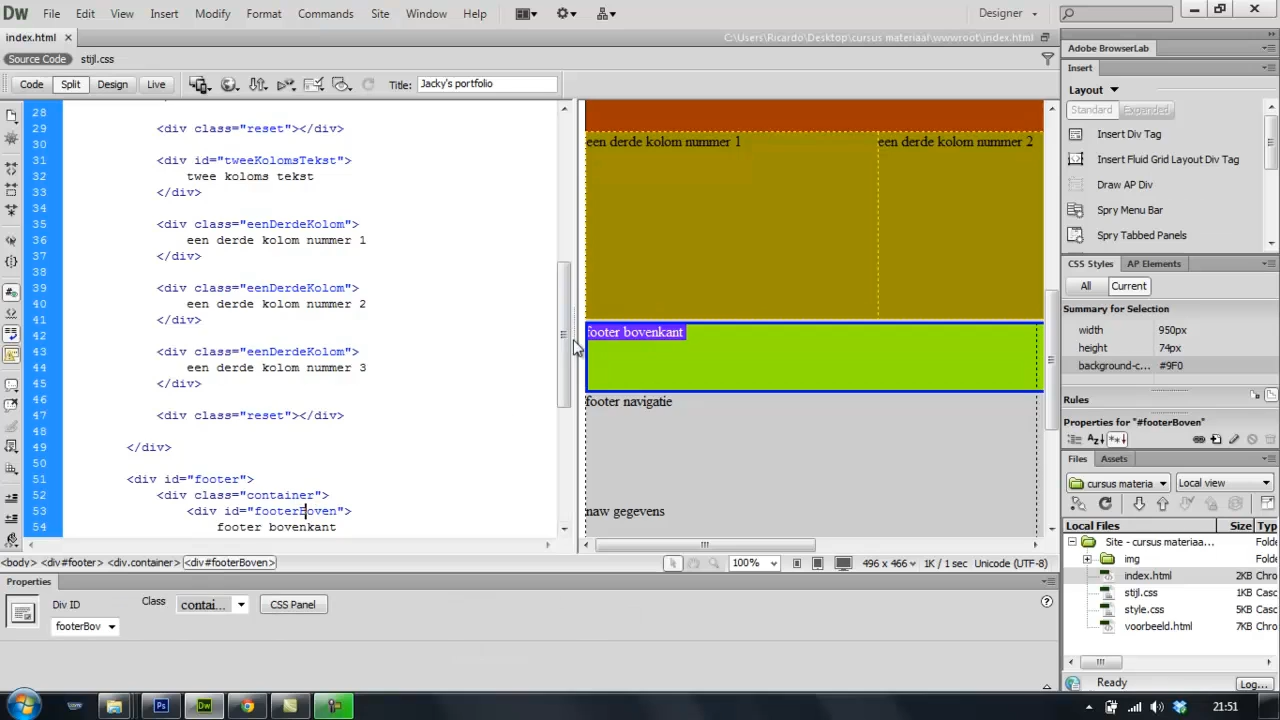 Dw File Edit View Insert Modify Format Commands Site Window Help Designer
index.html C:\Users\Ricardo\Desktop\cursus materiaal\wwwroot\index.html
Source Code stijl.css
Code Split Design Live Title: Jacky's portfolio
28
29 <div class="reset"></div>
30
31 <div id="tweeKolomsTekst">
32 twee koloms tekst
33 </div>
34
35 <div class="eenDerdeKolom">
36 een derde kolom nummer 1
37 </div>
38
39 <div class="eenDerdeKolom">
40 een derde kolom nummer 2
41 </div>
42
43 <div class="eenDerdeKolom">
44 een derde kolom nummer 3
45 </div>
46
47 <div class="reset"></div>
48
49 </div>
50
51 <div id="footer">
52 <div class="container">
53 <div id="footerBoven">
54 footer bovenkant
een derde kolom nummer 1 een derde kolom nummer 2
footer bovenkant
footer navigatie
naw gegevens
<body> <div#footer> <div.container> <div#footerBoven> 100% 496 x 466 1K / 1 sec Unicode (UTF-8)
Properties
Div ID Class contai... CSS Panel
footerBov
Adobe BrowserLab
Insert
Layout
Standard Expanded
Insert Div Tag
Insert Fluid Grid Layout Div Tag
Draw AP Div
Spry Menu Bar
Spry Tabbed Panels
CSS Styles AP Elements
All Current
Summary for Selection
width 950px
height 74px
background-c... #9F0
Rules
Properties for "#footerBoven"
Files Assets
cursus materia Local view
Local Files Size Type
Site - cursus materiaa... Folde
img Folde
index.html 2KB Chro
stijl.css 1KB Casc
style.css 5KB Casc
voorbeeld.html 7KB Chro
Ready Log...
21:51